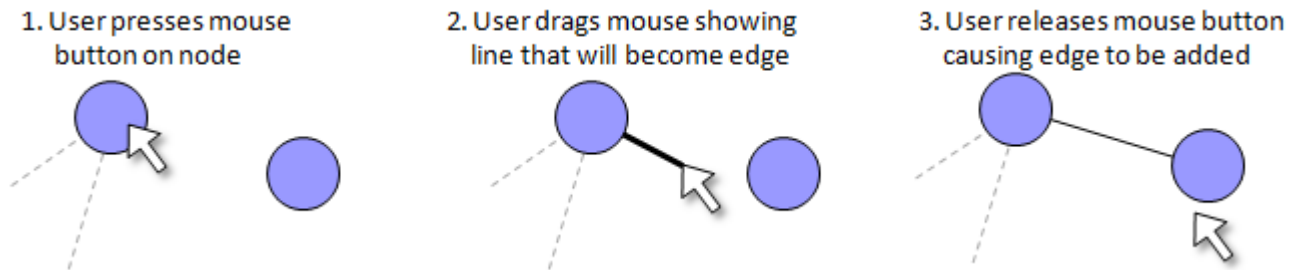 1. User presses mouse
button on node
2. User drags mouse showing
line that will become edge
3. User releases mouse button
causing edge to be added